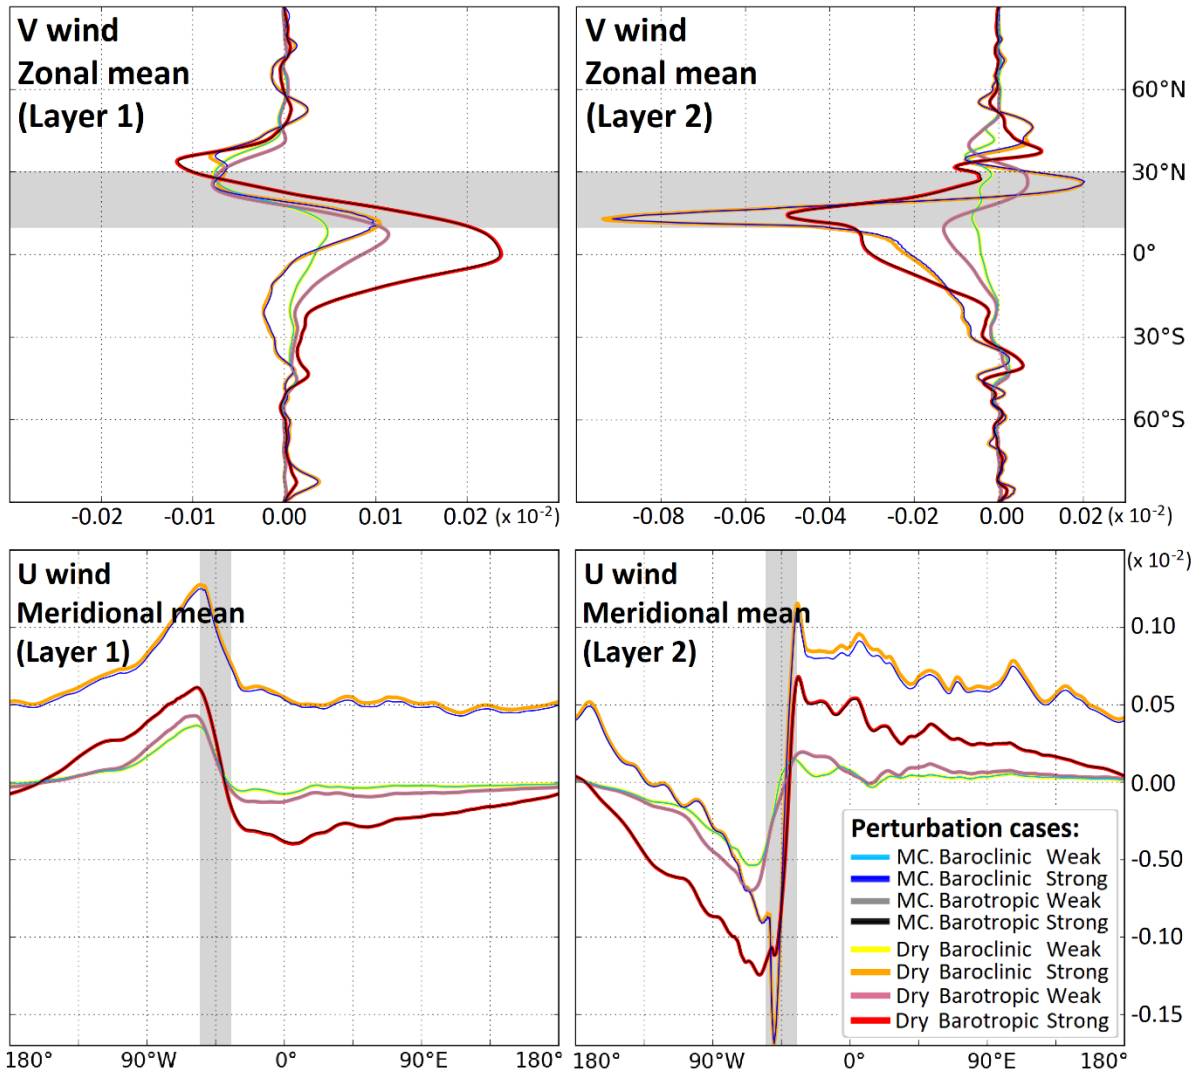 V wind
Zonal mean
(Layer 1)
V wind
Zonal mean
(Layer 2)
60°N
30°N
0°
30°S
60°S
-0.02 -0.01 0.00 0.01 0.02 (x 10⁻²)
-0.08 -0.06 -0.04 -0.02 0.00 0.02 (x 10⁻²)
U wind
Meridional mean
(Layer 1)
U wind
Meridional mean
(Layer 2)
(x 10⁻²)
0.10
0.05
0.00
-0.50
-0.10
-0.15
Perturbation cases:
MC. Baroclinic Weak
MC. Baroclinic Strong
MC. Barotropic Weak
MC. Barotropic Strong
Dry Baroclinic Weak
Dry Baroclinic Strong
Dry Barotropic Weak
Dry Barotropic Strong
180° 90°W 0° 90°E 180° 90°W 0° 90°E 180°